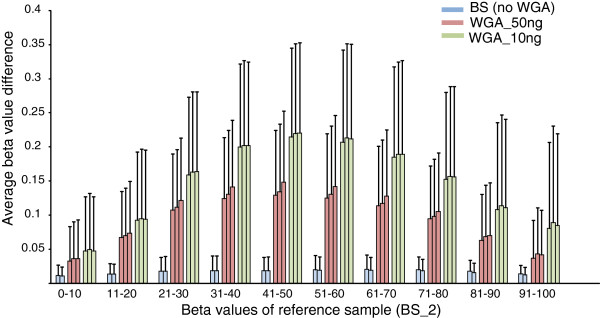 0.4
BS (no WGA)
WGA_50ng
WGA_10ng
0.35
0.3
0.25
0.2
0.15
0.1
0.05
Average beta value difference
0-10 11-20 21-30 31-40 41-50 51-60 61-70 71-80 81-90 91-100
Beta values of reference sample (BS_2)